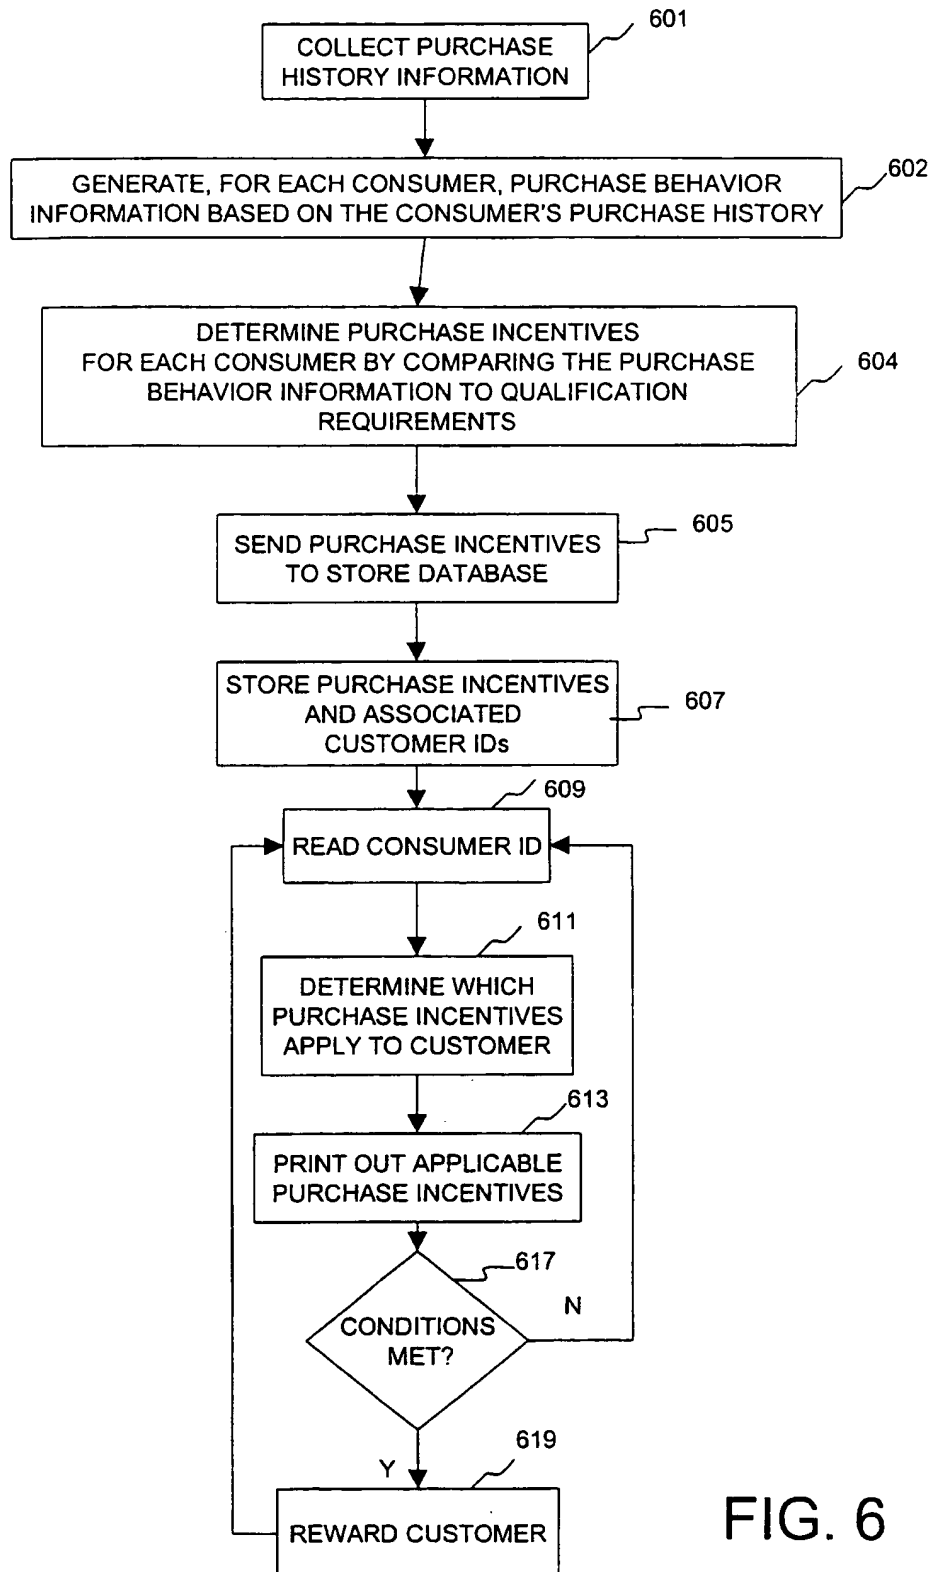 601
COLLECT PURCHASE
HISTORY INFORMATION
602
GENERATE, FOR EACH CONSUMER, PURCHASE BEHAVIOR
INFORMATION BASED ON THE CONSUMER'S PURCHASE HISTORY
DETERMINE PURCHASE INCENTIVES
FOR EACH CONSUMER BY COMPARING THE PURCHASE
BEHAVIOR INFORMATION TO QUALIFICATION
REQUIREMENTS
604
605
SEND PURCHASE INCENTIVES
TO STORE DATABASE
STORE PURCHASE INCENTIVES
AND ASSOCIATED
CUSTOMER IDs
607
609
READ CONSUMER ID
611
DETERMINE WHICH
PURCHASE INCENTIVES
APPLY TO CUSTOMER
613
PRINT OUT APPLICABLE
PURCHASE INCENTIVES
617
N
CONDITIONS
MET?
619
Y
REWARD CUSTOMER
FIG. 6